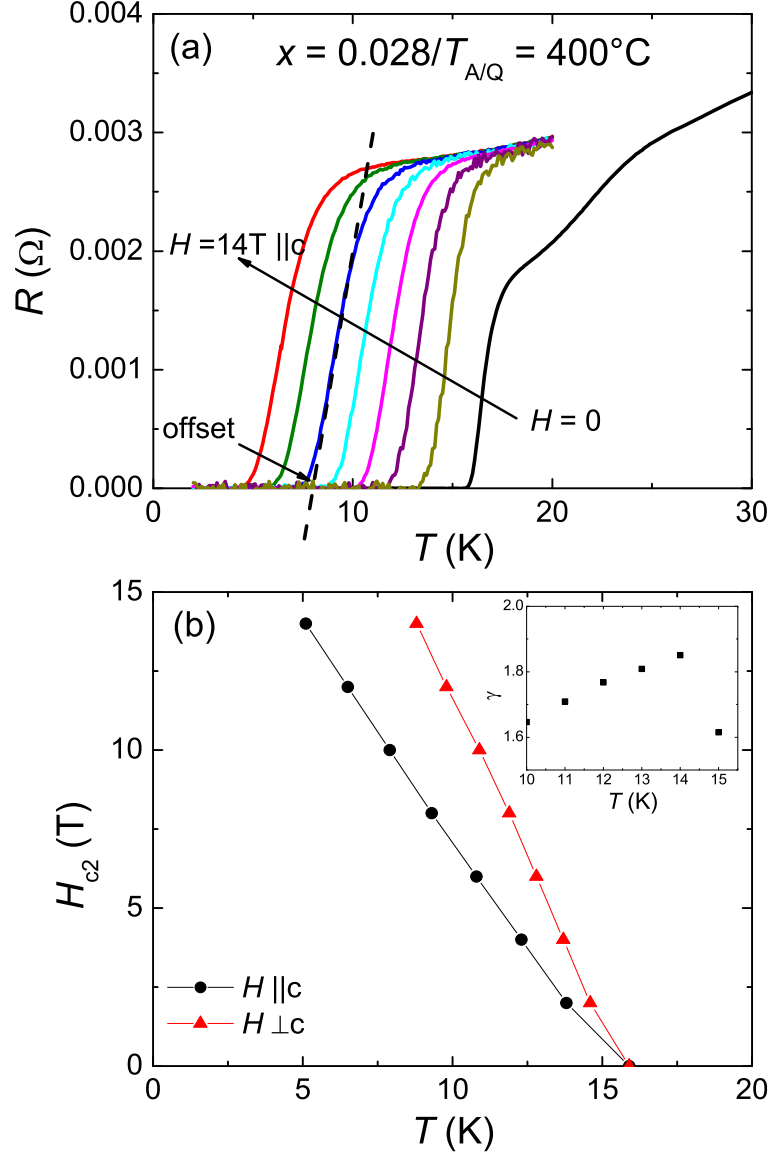 0.004
(a)
x = 0.028/T_A/Q = 400°C
0.003
H =14T ||c
0.002
R (Ω)
0.001
H = 0
offset
0.000
0 10 20 30
T (K)
15
(b)
2.0
1.8
γ
1.6
10 11 12 13 14 15
T (K)
10
H_c2 (T)
5
H ||c
H ⊥c
0
0 5 10 15 20
T (K)